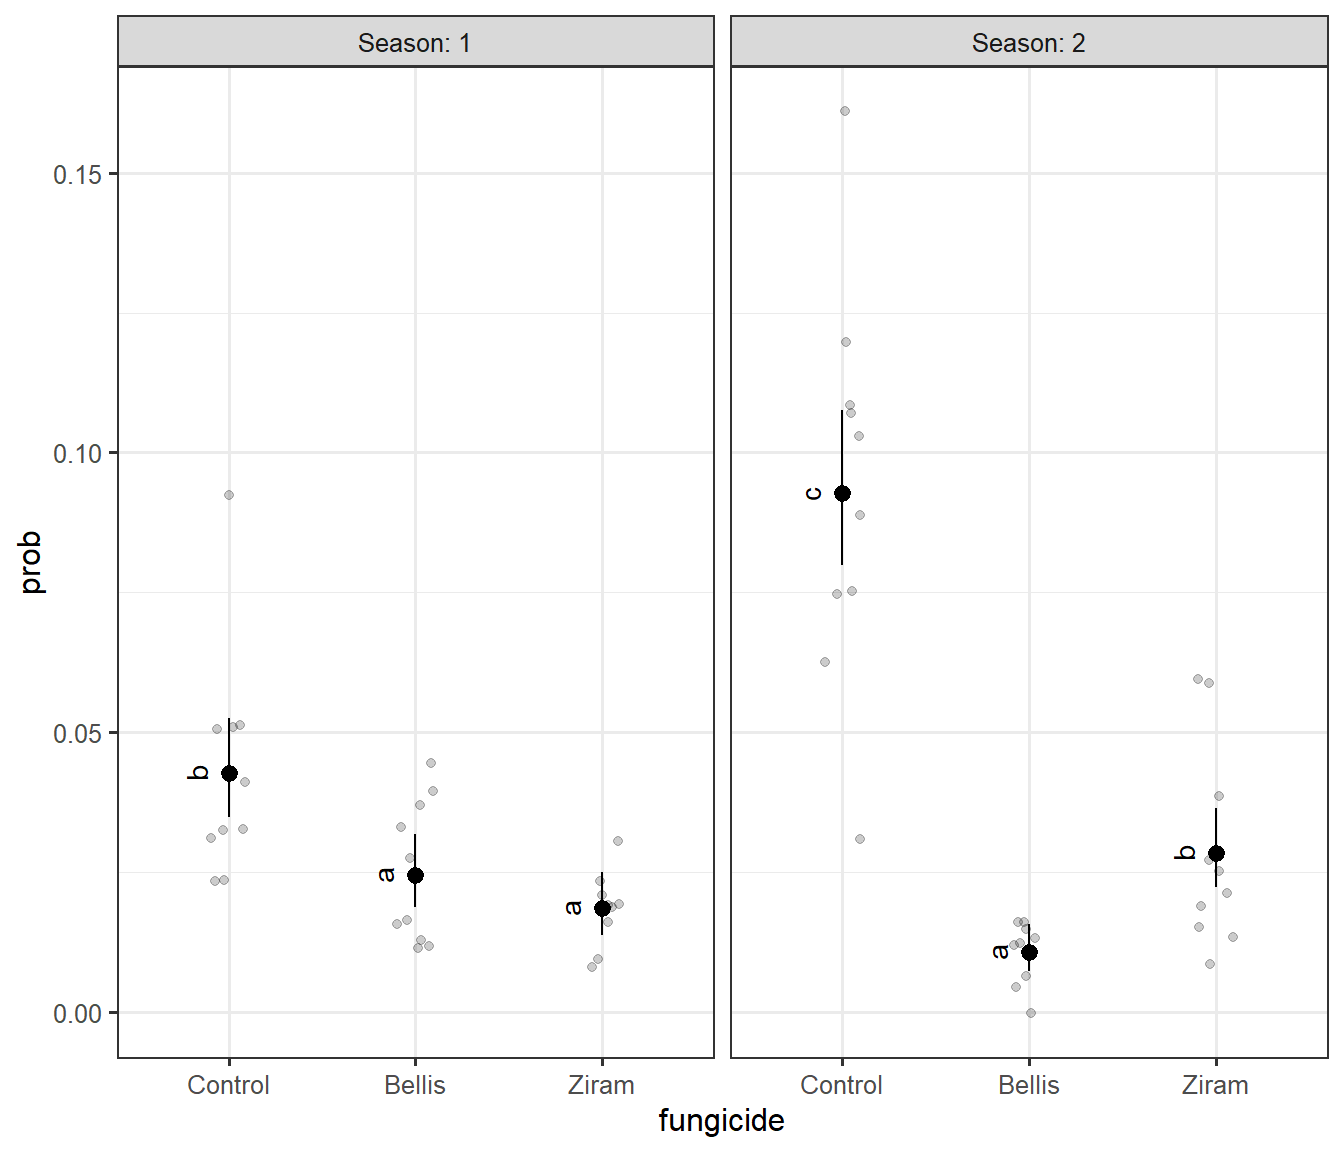 Season: 1
Season: 2
prob
0.15
0.10
0.05
0.00
b
a
a
c
a
b
Control
Bellis
Ziram
Control
Bellis
Ziram
fungicide